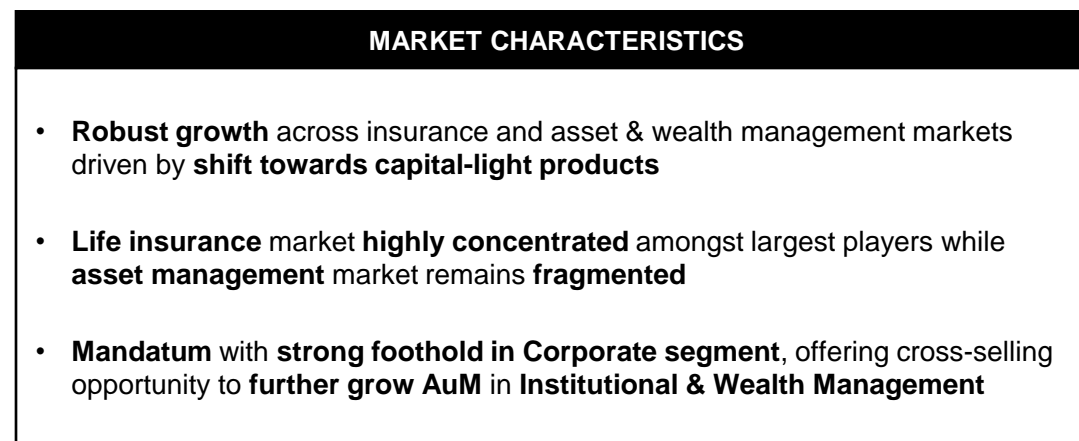 MARKET CHARACTERISTICS
• Robust growth across insurance and asset & wealth management markets
driven by shift towards capital-light products
• Life insurance market highly concentrated amongst largest players while
asset management market remains fragmented
• Mandatum with strong foothold in Corporate segment, offering cross-selling
opportunity to further grow AuM in Institutional & Wealth Management